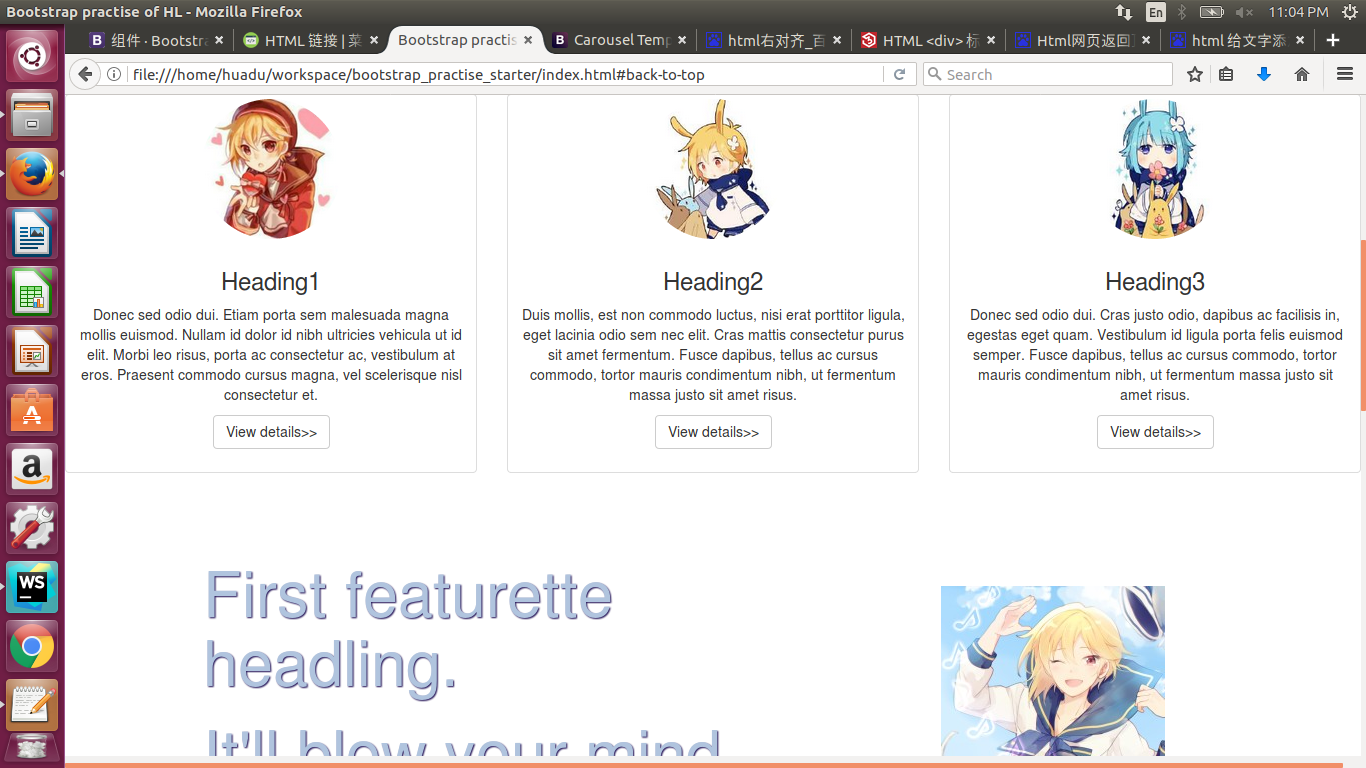 Bootstrap practise of HL - Mozilla Firefox
En
11:04 PM
组件 · Bootstra
HTML 链接 | 菜
Bootstrap practis
Carousel Temp
html右对齐_百
HTML <div> 标
Html网页返回
html 给文字添
file:///home/huadu/workspace/bootstrap_practise_starter/index.html#back-to-top
Search
Heading1
Donec sed odio dui. Etiam porta sem malesuada magna
mollis euismod. Nullam id dolor id nibh ultricies vehicula ut id
elit. Morbi leo risus, porta ac consectetur ac, vestibulum at
eros. Praesent commodo cursus magna, vel scelerisque nisl
consectetur et.
View details>>
Heading2
Duis mollis, est non commodo luctus, nisi erat porttitor ligula,
eget lacinia odio sem nec elit. Cras mattis consectetur purus
sit amet fermentum. Fusce dapibus, tellus ac cursus
commodo, tortor mauris condimentum nibh, ut fermentum
massa justo sit amet risus.
View details>>
Heading3
Donec sed odio dui. Cras justo odio, dapibus ac facilisis in,
egestas eget quam. Vestibulum id ligula porta felis euismod
semper. Fusce dapibus, tellus ac cursus commodo, tortor
mauris condimentum nibh, ut fermentum massa justo sit
amet risus.
View details>>
WS
First featurette
headling.
It'll blow your mind